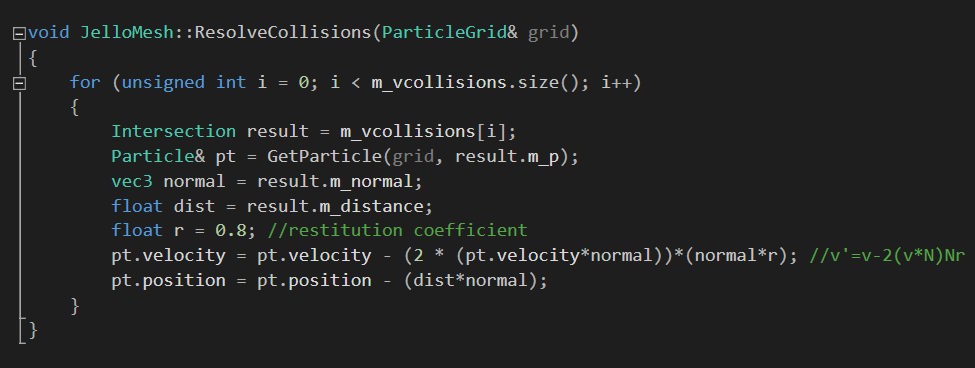 void JelloMesh::ResolveCollisions(ParticleGrid& grid)
{
for (unsigned int i = 0; i < m_vcollisions.size(); i++)
{
Intersection result = m_vcollisions[i];
Particle& pt = GetParticle(grid, result.m_p);
vec3 normal = result.m_normal;
float dist = result.m_distance;
float r = 0.8; //restitution coefficient
pt.velocity = pt.velocity - (2 * (pt.velocity*normal))*(normal*r); //v'=v-2(v*N)Nr
pt.position = pt.position - (dist*normal);
}
}